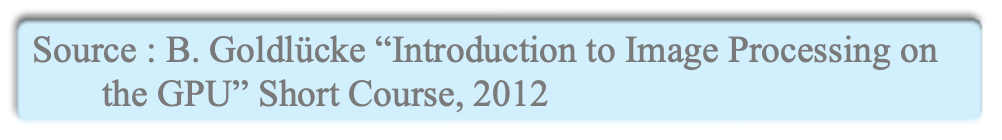 Source : B. Goldlücke “Introduction to Image Processing on
the GPU” Short Course, 2012